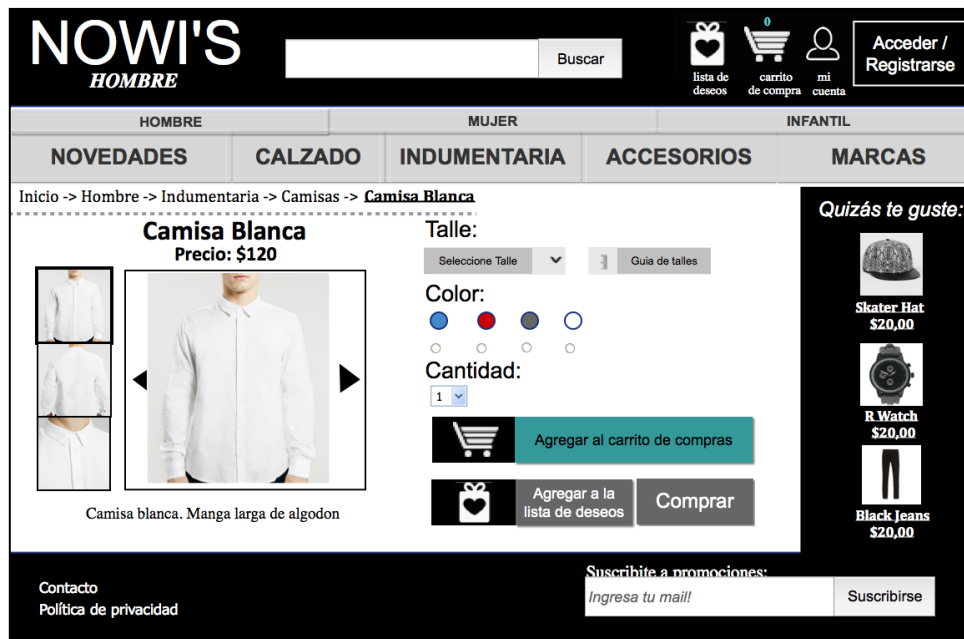 NOWI'S
HOMBRE
Buscar
0
lista de
deseos
carrito
de compra
mi
cuenta
Acceder /
Registrarse
HOMBRE MUJER INFANTIL
NOVEDADES CALZADO INDUMENTARIA ACCESORIOS MARCAS
Inicio -> Hombre -> Indumentaria -> Camisas -> Camisa Blanca
Camisa Blanca
Precio: $120
Camisa blanca. Manga larga de algodon
Talle:
Seleccione Talle
Guia de talles
Color:
Cantidad:
1
Agregar al carrito de compras
Agregar a la
lista de deseos
Comprar
Quizás te guste:
Skater Hat
$20,00
R Watch
$20,00
Black Jeans
$20,00
Contacto
Política de privacidad
Suscribite a promociones:
Ingresa tu mail!
Suscribirse